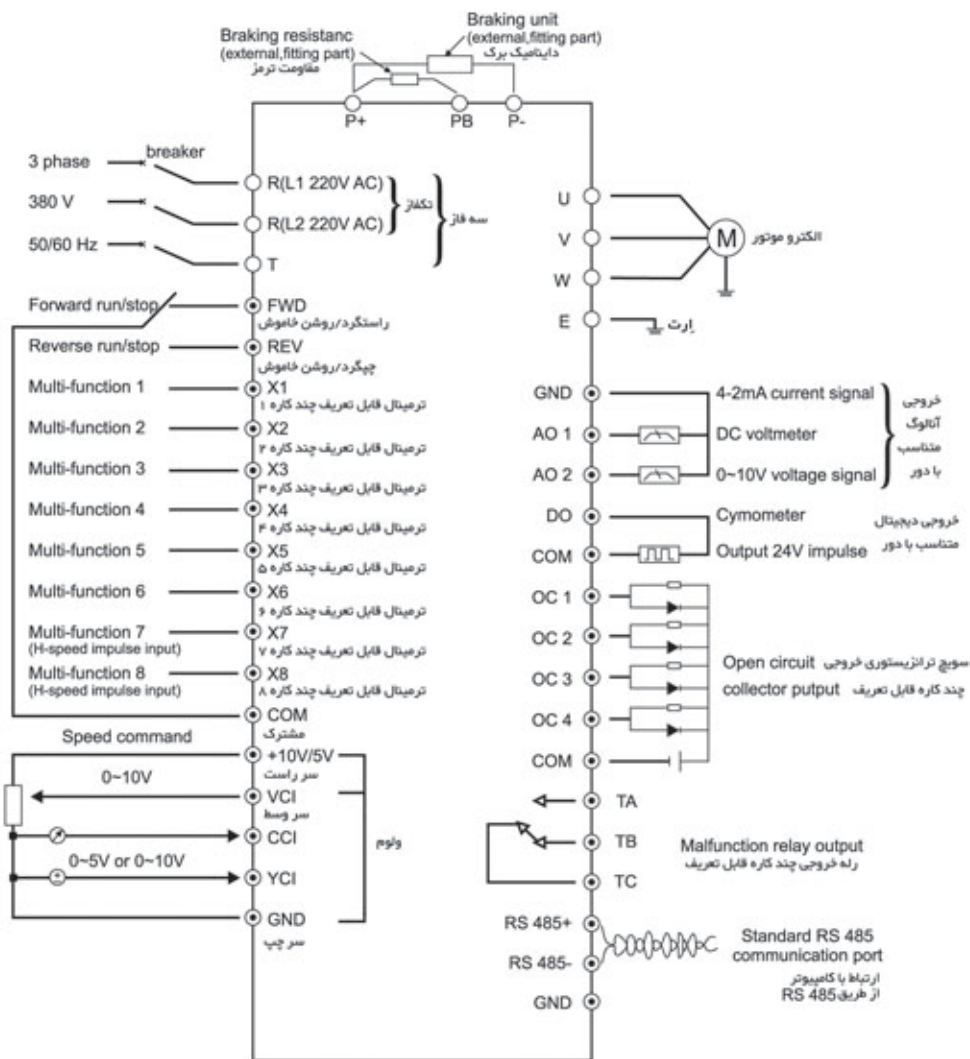 Braking unit
(external,fitting part)
داینامیک برک
Braking resistanc
(external,fitting part)
مقاومت ترمز
P+
PB
P-
3 phase
breaker
380 V
50/60 Hz
R(L1 220V AC)
R(L2 220V AC)
T
تکفاز
سه فاز
Forward run/stop
FWD
راستگرد/روشن خاموش
Reverse run/stop
REV
چپگرد/روشن خاموش
Multi-function 1
X1
ترمینال قابل تعریف چند کاره ۱
Multi-function 2
X2
ترمینال قابل تعریف چند کاره ۲
Multi-function 3
X3
ترمینال قابل تعریف چند کاره ۳
Multi-function 4
X4
ترمینال قابل تعریف چند کاره ۴
Multi-function 5
X5
ترمینال قابل تعریف چند کاره ۵
Multi-function 6
X6
ترمینال قابل تعریف چند کاره ۶
Multi-function 7
(H-speed impulse input)
X7
ترمینال قابل تعریف چند کاره ۷
Multi-function 8
(H-speed impulse input)
X8
ترمینال قابل تعریف چند کاره ۸
COM
مشترک
Speed command
+10V/5V
سر راست
0~10V
VCI
سر وسط
CCI
ولوم
0~5V or 0~10V
YCI
GND
سر چپ
U
V
W
M
الکترو موتور
E
اِرت
GND
4-2mA current signal
AO 1
DC voltmeter
AO 2
0~10V voltage signal
خروجی
آنالوگ
متناسب
با دور
DO
Cymometer
COM
Output 24V impulse
خروجی دیجیتال
متناسب با دور
OC 1
OC 2
OC 3
OC 4
COM
Open circuit سویچ ترانزیستوری خروجی
collector putput چند کاره قابل تعریف
TA
TB
TC
Malfunction relay output
رله خروجی چند کاره قابل تعریف
RS 485+
RS 485-
GND
Standard RS 485
communication port
ارتباط با کامپیوتر
از طریق RS 485